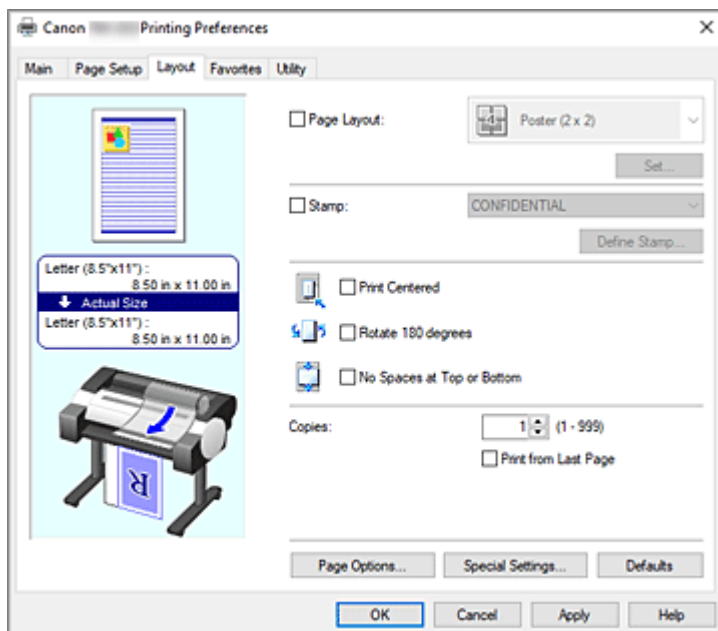 Canon Printing Preferences
Main Page Setup Layout Favorites Utility
Page Layout: 4 Poster (2 x 2)
Set...
Stamp: CONFIDENTIAL
Define Stamp...
Letter (8.5"x11") :
8.50 in x 11.00 in
Actual Size
Letter (8.5"x11") :
8.50 in x 11.00 in
R
Print Centered
Rotate 180 degrees
No Spaces at Top or Bottom
Copies: 1 (1 - 999)
Print from Last Page
Page Options... Special Settings... Defaults
OK Cancel Apply Help